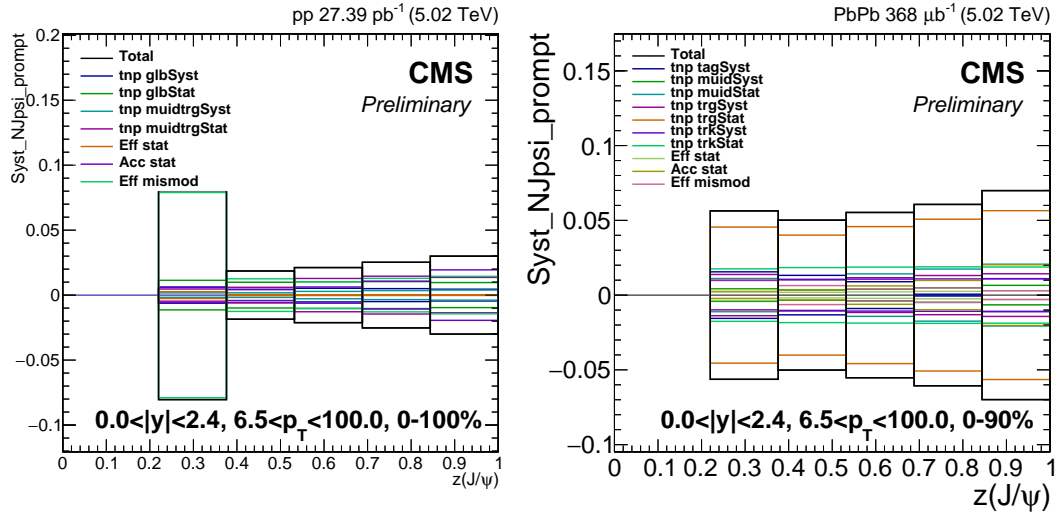 pp 27.39 pb⁻¹ (5.02 TeV)
Syst_NJpsi_prompt
0.2
0.15
0.1
0.05
0
−0.05
−0.1
Total
tnp glbSyst
tnp glbStat
tnp muidtrgSyst
tnp muidtrgStat
Eff stat
Acc stat
Eff mismod
CMS
Preliminary
0.0<|y|<2.4, 6.5<p_T<100.0, 0-100%
0 0.1 0.2 0.3 0.4 0.5 0.6 0.7 0.8 0.9 1
z(J/ψ)
PbPb 368 μb⁻¹ (5.02 TeV)
Syst_NJpsi_prompt
0.15
0.1
0.05
0
−0.05
−0.1
Total
tnp tagSyst
tnp muidSyst
tnp muidStat
tnp trgSyst
tnp trgStat
tnp trkSyst
tnp trkStat
Eff stat
Acc stat
Eff mismod
CMS
Preliminary
0.0<|y|<2.4, 6.5<p_T<100.0, 0-90%
0 0.1 0.2 0.3 0.4 0.5 0.6 0.7 0.8 0.9 1
z(J/ψ)